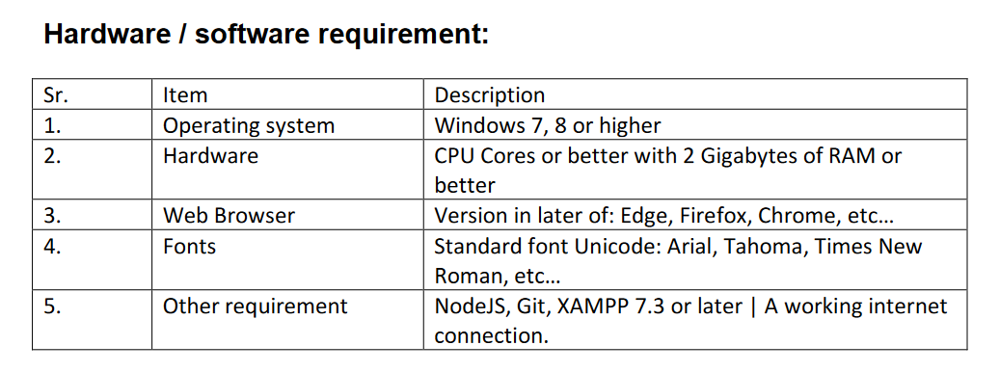 Hardware / software requirement:
Sr. Item Description
1. Operating system Windows 7, 8 or higher
2. Hardware CPU Cores or better with 2 Gigabytes of RAM or
better
3. Web Browser Version in later of: Edge, Firefox, Chrome, etc…
4. Fonts Standard font Unicode: Arial, Tahoma, Times New
Roman, etc…
5. Other requirement NodeJS, Git, XAMPP 7.3 or later | A working internet
connection.